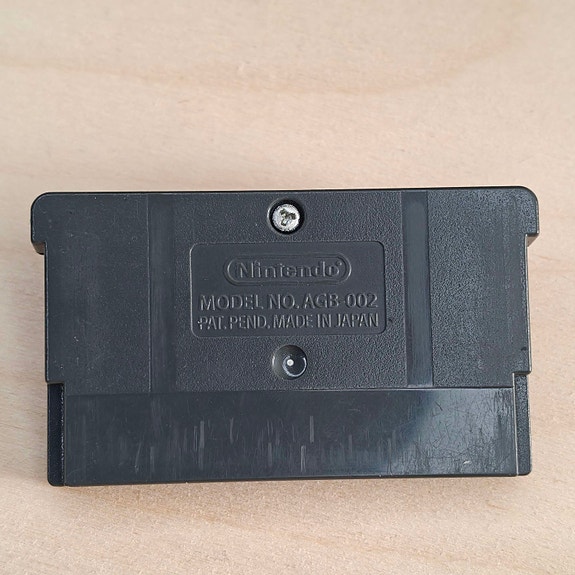 Nintendo®
MODEL NO. AGB-002
PAT. PEND. MADE IN JAPAN